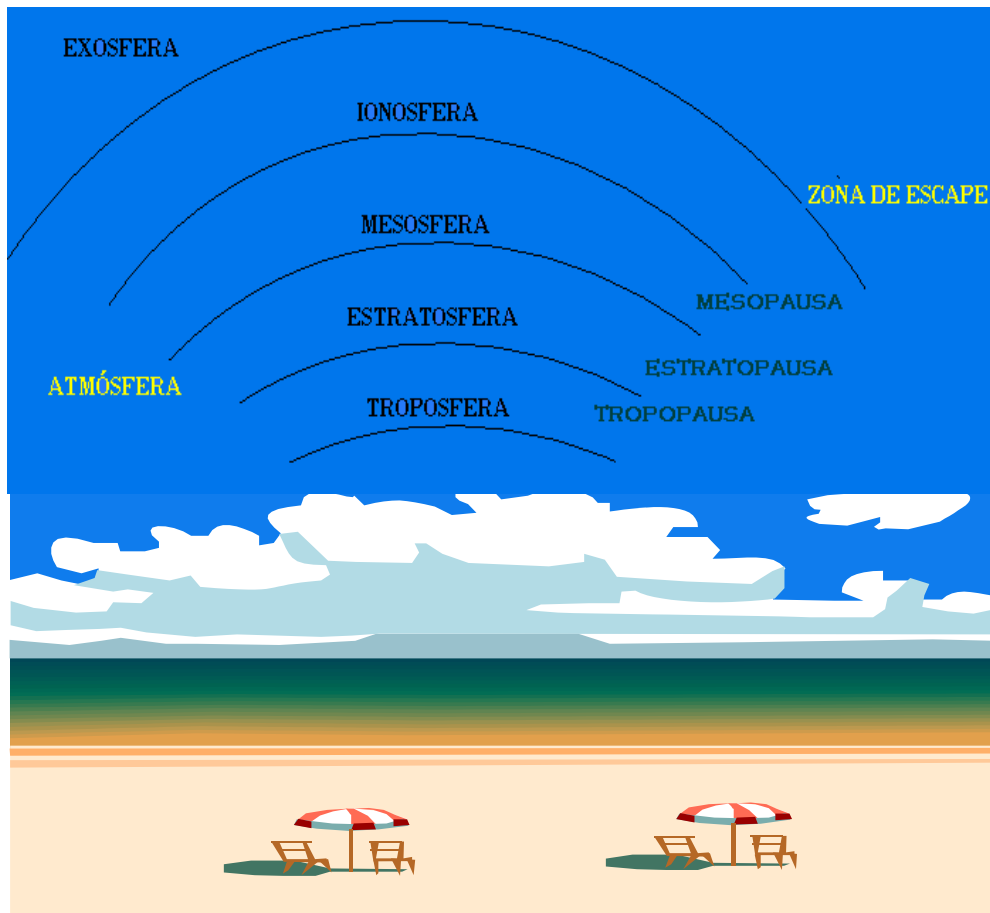 EXOSFERA
IONOSFERA
ZONA DE ESCAPE
MESOSFERA
MESOPAUSA
ESTRATOSFERA
ESTRATOPAUSA
ATMÓSFERA
TROPOSFERA
TROPOPAUSA